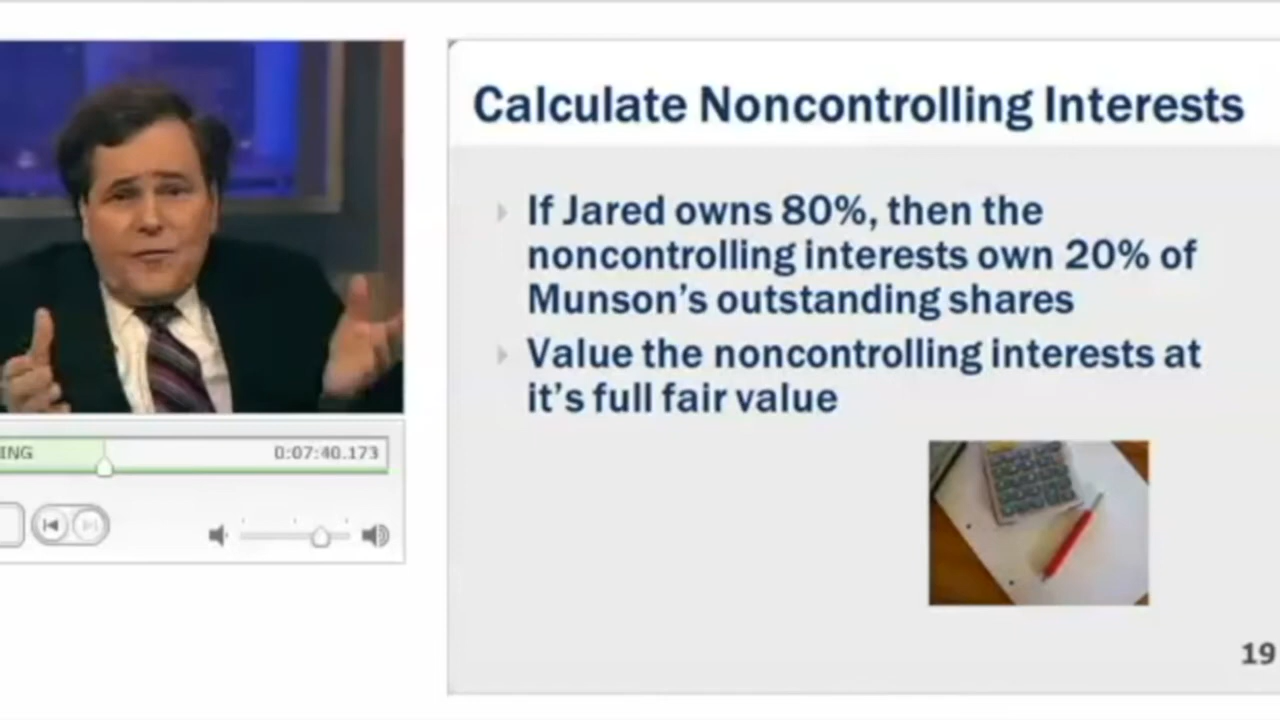 Calculate Noncontrolling Interests
If Jared owns 80%, then the
noncontrolling interests own 20% of
Munson's outstanding shares
Value the noncontrolling interests at
it's full fair value
ING
0:07:40.173
19